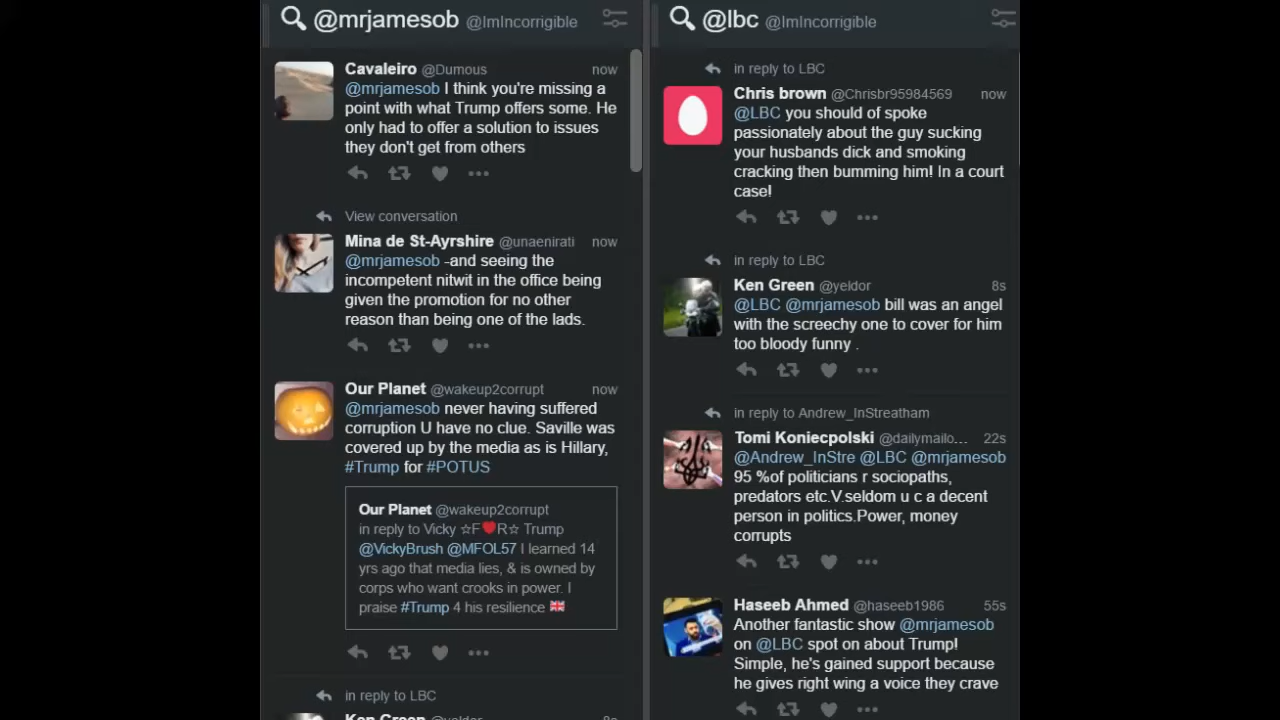 @mrjamesob @ImIncorrigible
Cavaleiro @Dumous now
@mrjamesob I think you're missing a
point with what Trump offers some. He
only had to offer a solution to issues
they don't get from others
View conversation
Mina de St-Ayrshire @unaenirati now
@mrjamesob -and seeing the
incompetent nitwit in the office being
given the promotion for no other
reason than being one of the lads.
Our Planet @wakeup2corrupt now
@mrjamesob never having suffered
corruption U have no clue. Saville was
covered up by the media as is Hillary,
#Trump for #POTUS
Our Planet @wakeup2corrupt
in reply to Vicky ☆F❤R☆ Trump
@VickyBrush @MFOL57 I learned 14
yrs ago that media lies, & is owned by
corps who want crooks in power. I
praise #Trump 4 his resilience 🇬🇧
in reply to LBC
Ken Green @yeldor 8s
@lbc @ImIncorrigible
in reply to LBC
Chris brown @Chrisbr95984569 now
@LBC you should of spoke
passionately about the guy sucking
your husbands dick and smoking
cracking then bumming him! In a court
case!
in reply to LBC
Ken Green @yeldor 8s
@LBC @mrjamesob bill was an angel
with the screechy one to cover for him
too bloody funny .
in reply to Andrew_InStreatham
Tomi Koniecpolski @dailymailo... 22s
@Andrew_InStre @LBC @mrjamesob
95 %of politicians r sociopaths,
predators etc.V.seldom u c a decent
person in politics.Power, money
corrupts
Haseeb Ahmed @haseeb1986 55s
Another fantastic show @mrjamesob
on @LBC spot on about Trump!
Simple, he's gained support because
he gives right wing a voice they crave